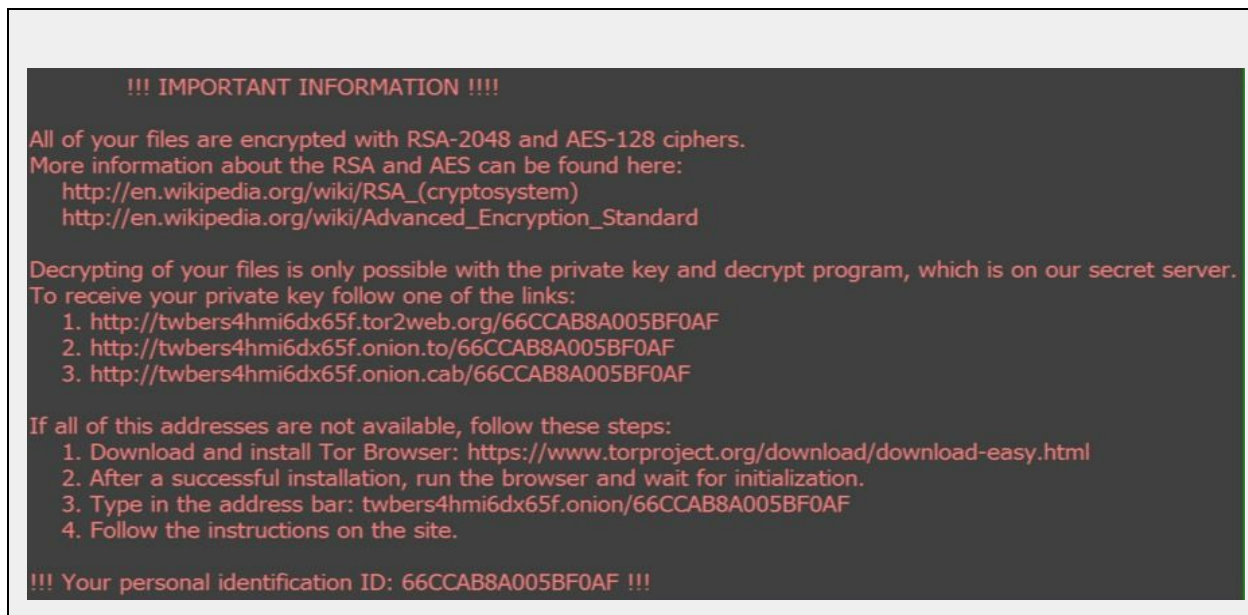 !!! IMPORTANT INFORMATION !!!!
All of your files are encrypted with RSA-2048 and AES-128 ciphers.
More information about the RSA and AES can be found here:
http://en.wikipedia.org/wiki/RSA_(cryptosystem)
http://en.wikipedia.org/wiki/Advanced_Encryption_Standard
Decrypting of your files is only possible with the private key and decrypt program, which is on our secret server.
To receive your private key follow one of the links:
1. http://twbers4hmi6dx65f.tor2web.org/66CCAB8A005BF0AF
2. http://twbers4hmi6dx65f.onion.to/66CCAB8A005BF0AF
3. http://twbers4hmi6dx65f.onion.cab/66CCAB8A005BF0AF
If all of this addresses are not available, follow these steps:
1. Download and install Tor Browser: https://www.torproject.org/download/download-easy.html
2. After a successful installation, run the browser and wait for initialization.
3. Type in the address bar: twbers4hmi6dx65f.onion/66CCAB8A005BF0AF
4. Follow the instructions on the site.
!!! Your personal identification ID: 66CCAB8A005BF0AF !!!